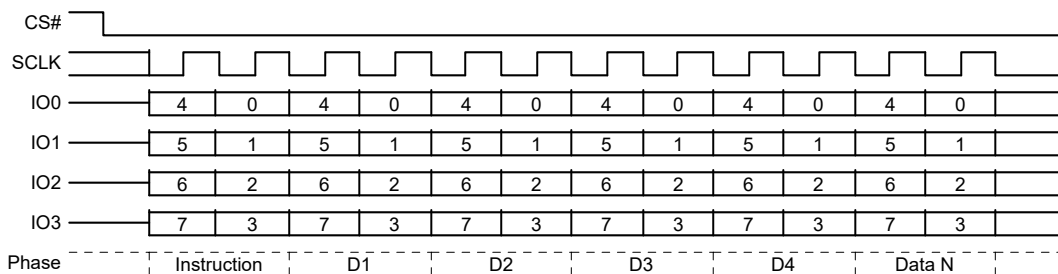 CS#
SCLK
IO0 4 0 4 0 4 0 4 0 4 0 4 0
IO1 5 1 5 1 5 1 5 1 5 1 5 1
IO2 6 2 6 2 6 2 6 2 6 2 6 2
IO3 7 3 7 3 7 3 7 3 7 3 7 3
Phase Instruction D1 D2 D3 D4 Data N